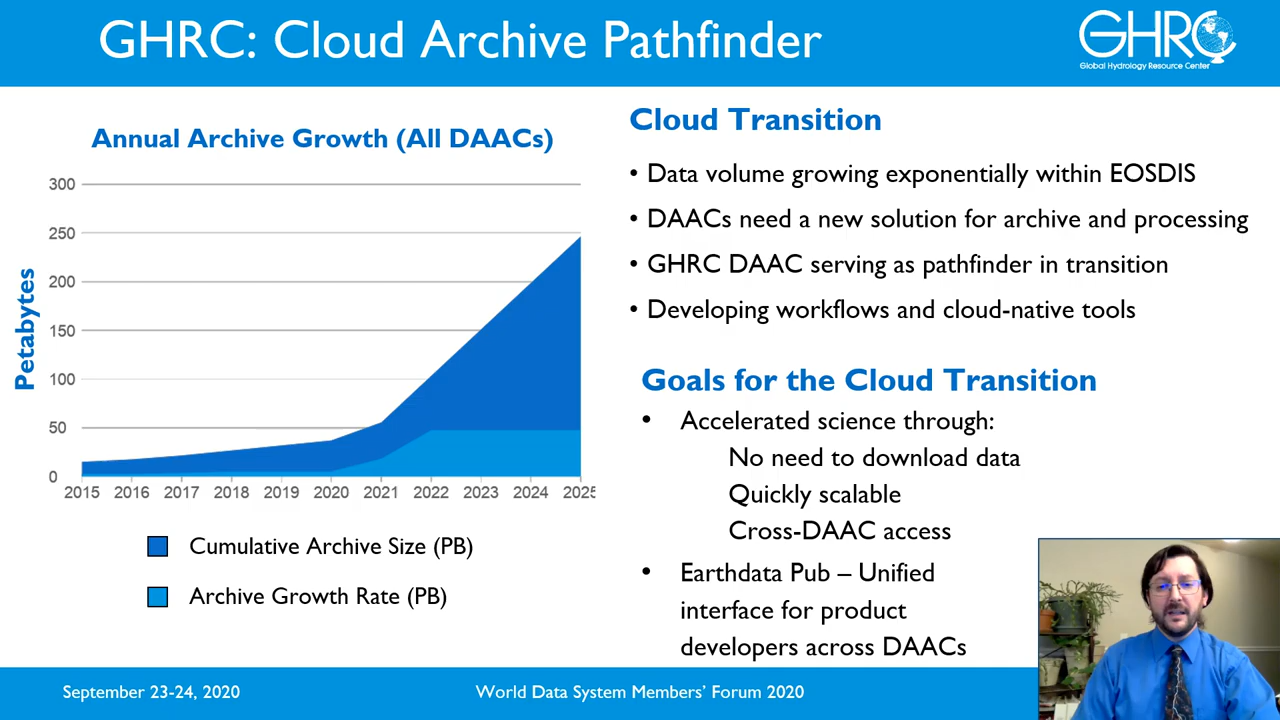 GHRC: Cloud Archive Pathfinder
GHRC
Global Hydrology Resource Center
Annual Archive Growth (All DAACs)
Petabytes
300
250
200
150
100
50
0
2015 2016 2017 2018 2019 2020 2021 2022 2023 2024 2025
Cumulative Archive Size (PB)
Archive Growth Rate (PB)
Cloud Transition
• Data volume growing exponentially within EOSDIS
• DAACs need a new solution for archive and processing
• GHRC DAAC serving as pathfinder in transition
• Developing workflows and cloud-native tools
Goals for the Cloud Transition
• Accelerated science through:
No need to download data
Quickly scalable
Cross-DAAC access
• Earthdata Pub – Unified
interface for product
developers across DAACs
September 23-24, 2020
World Data System Members’ Forum 2020